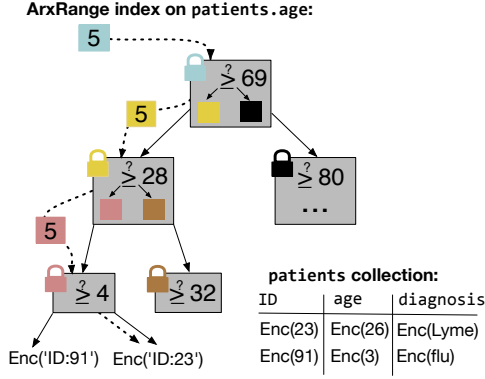 ArxRange index on patients.age:
5
≥? 69
5
≥? 28
≥? 80
...
5
≥? 4
≥? 32
Enc('ID:91')
Enc('ID:23')
patients collection:
ID age diagnosis
Enc(23) Enc(26) Enc(Lyme)
Enc(91) Enc(3) Enc(flu)